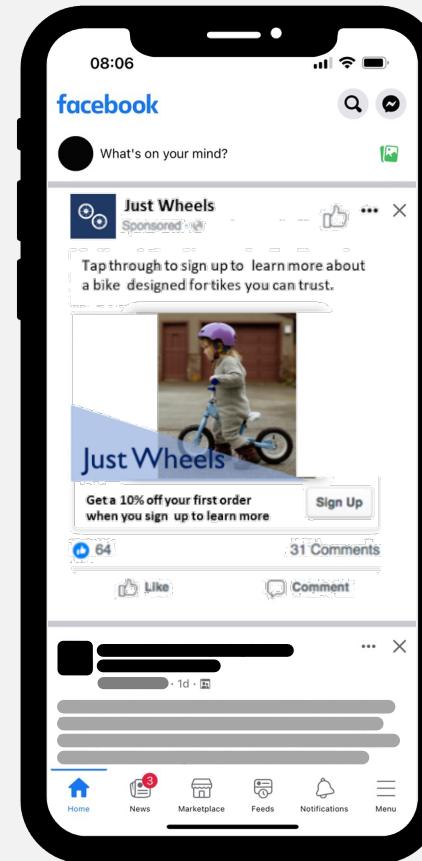 08:06
facebook
What's on your mind?
Just Wheels
Sponsored
Tap through to sign up to learn more about
a bike designed for tikes you can trust.
Just Wheels
Get a 10% off your first order
when you sign up to learn more
Sign Up
64
31 Comments
Like
Comment
· 1d ·
3
Home
News
Marketplace
Feeds
Notifications
Menu